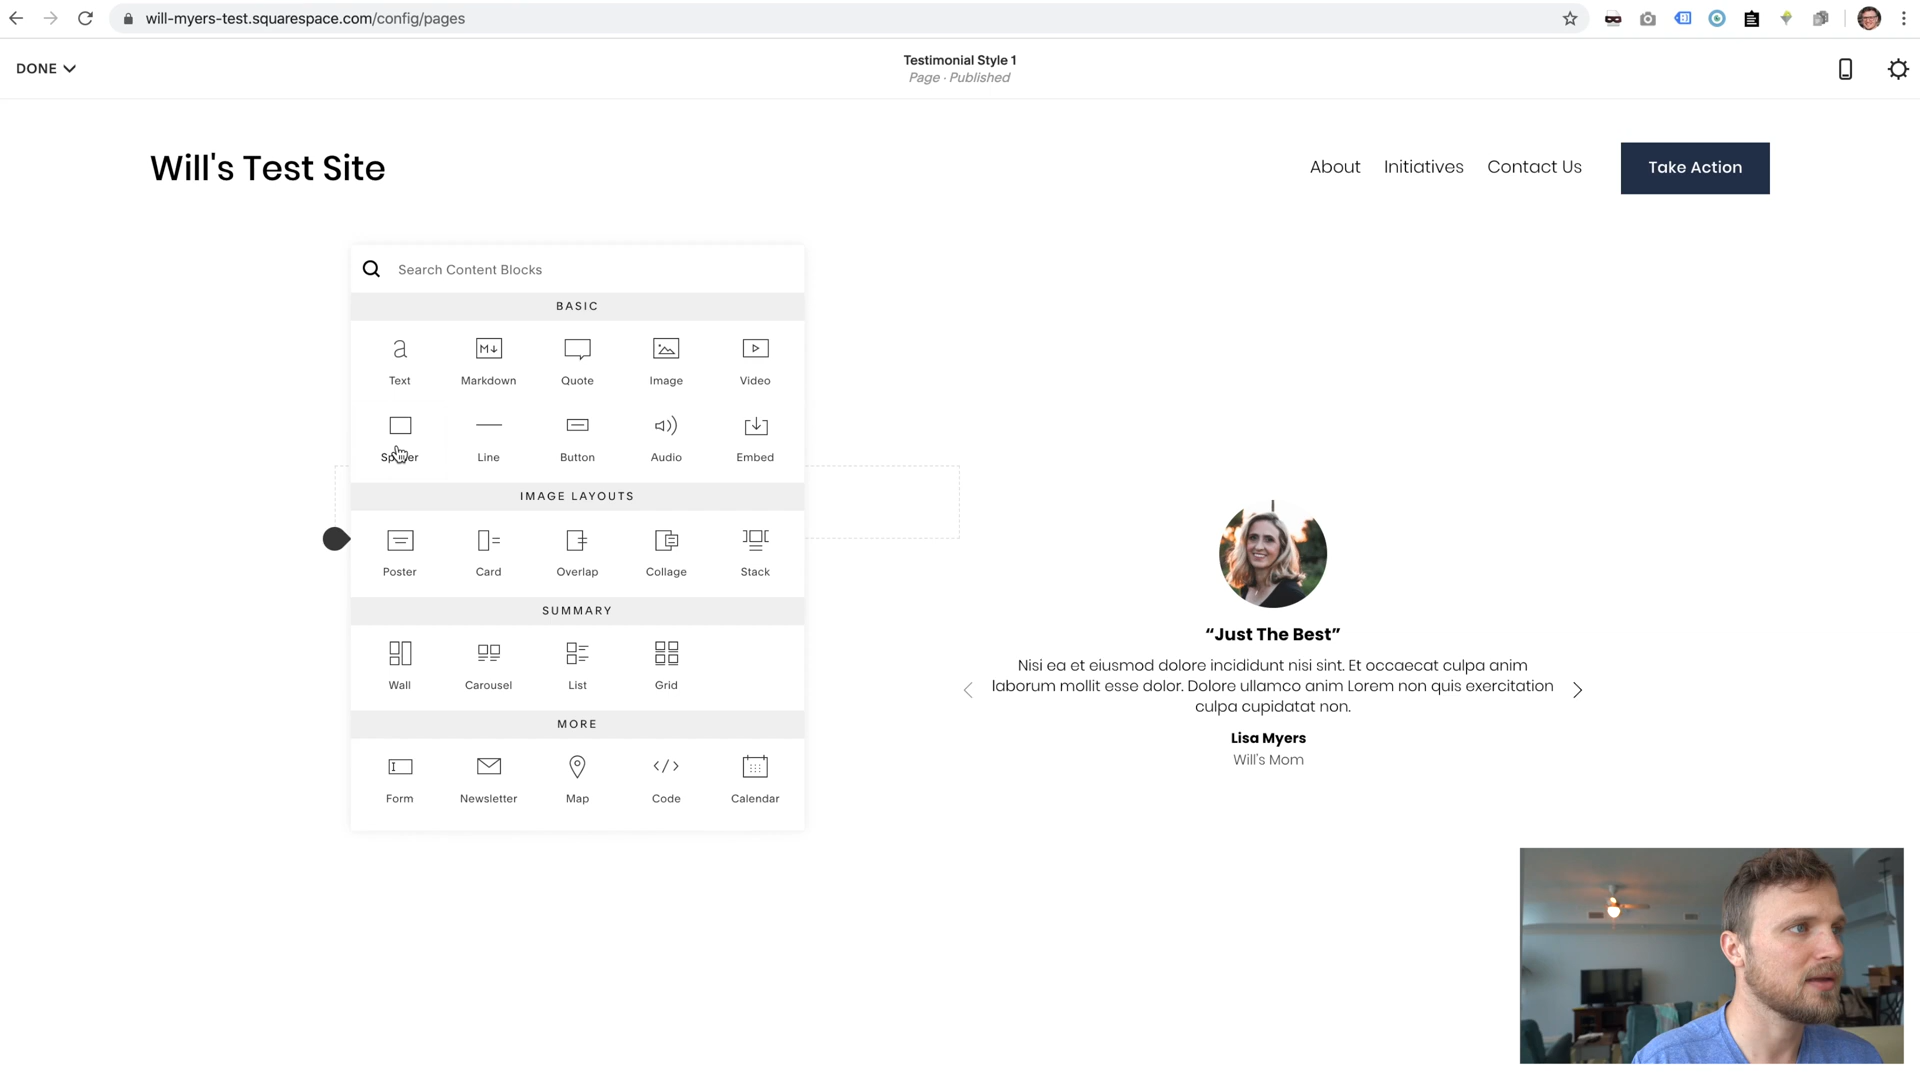 will-myers-test.squarespace.com/config/pages
DONE
Testimonial Style 1
Page · Published
Will's Test Site
About Initiatives Contact Us Take Action
Search Content Blocks
BASIC
a M↓
Text Markdown Quote Image Video
Spacer Line Button Audio Embed
IMAGE LAYOUTS
Poster Card Overlap Collage Stack
SUMMARY
Wall Carousel List Grid
MORE
Form Newsletter Map Code Calendar
“Just The Best”
Nisi ea et eiusmod dolore incididunt nisi sint. Et occaecat culpa anim
laborum mollit esse dolor. Dolore ullamco anim Lorem non quis exercitation
culpa cupidatat non.
Lisa Myers
Will's Mom